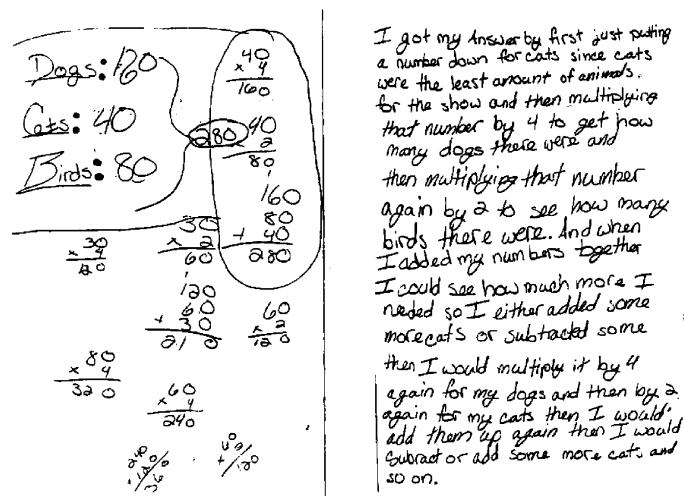 Dogs: 160
Cats: 40
Birds: 80
280
40
x 4
160
40
x 2
80
1
160
80
+ 40
280
30
x 4
120
30
x 2
60
1
120
60
+ 30
210
60
x 2
120
80
x 4
320
60
x 4
240
I got my Answer by first just putting
a number down for cats since cats
were the least amount of animals.
for the show and then multiplying
that number by 4 to get how
many dogs there were and
then multiplying that number
again by 2 to see how many
birds there were. And when
I added my numbers together
I could see how much more I
needed so I either added some
more cats or subtracted some
then I would multiply it by 4
again for my dogs and then by 2
again for my cats then I would
add them up again then I would
subtract or add some more cats and
so on.